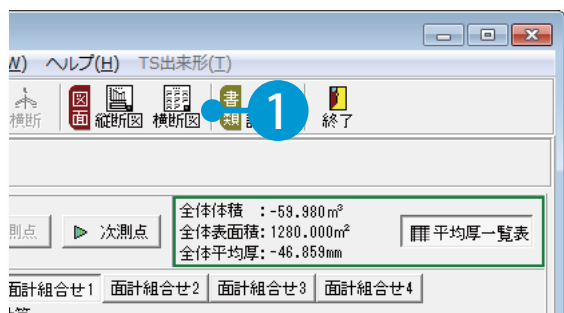 W) ヘルプ(H) TS出来形(T)
横断 図面 縦断図 横断図 書類 1 終了
測点 次測点
全体体積 :-59.980m³
全体表面積:1280.000m²
全体平均厚:-46.859mm
平均厚一覧表
面計組合せ1 面計組合せ2 面計組合せ3 面計組合せ4